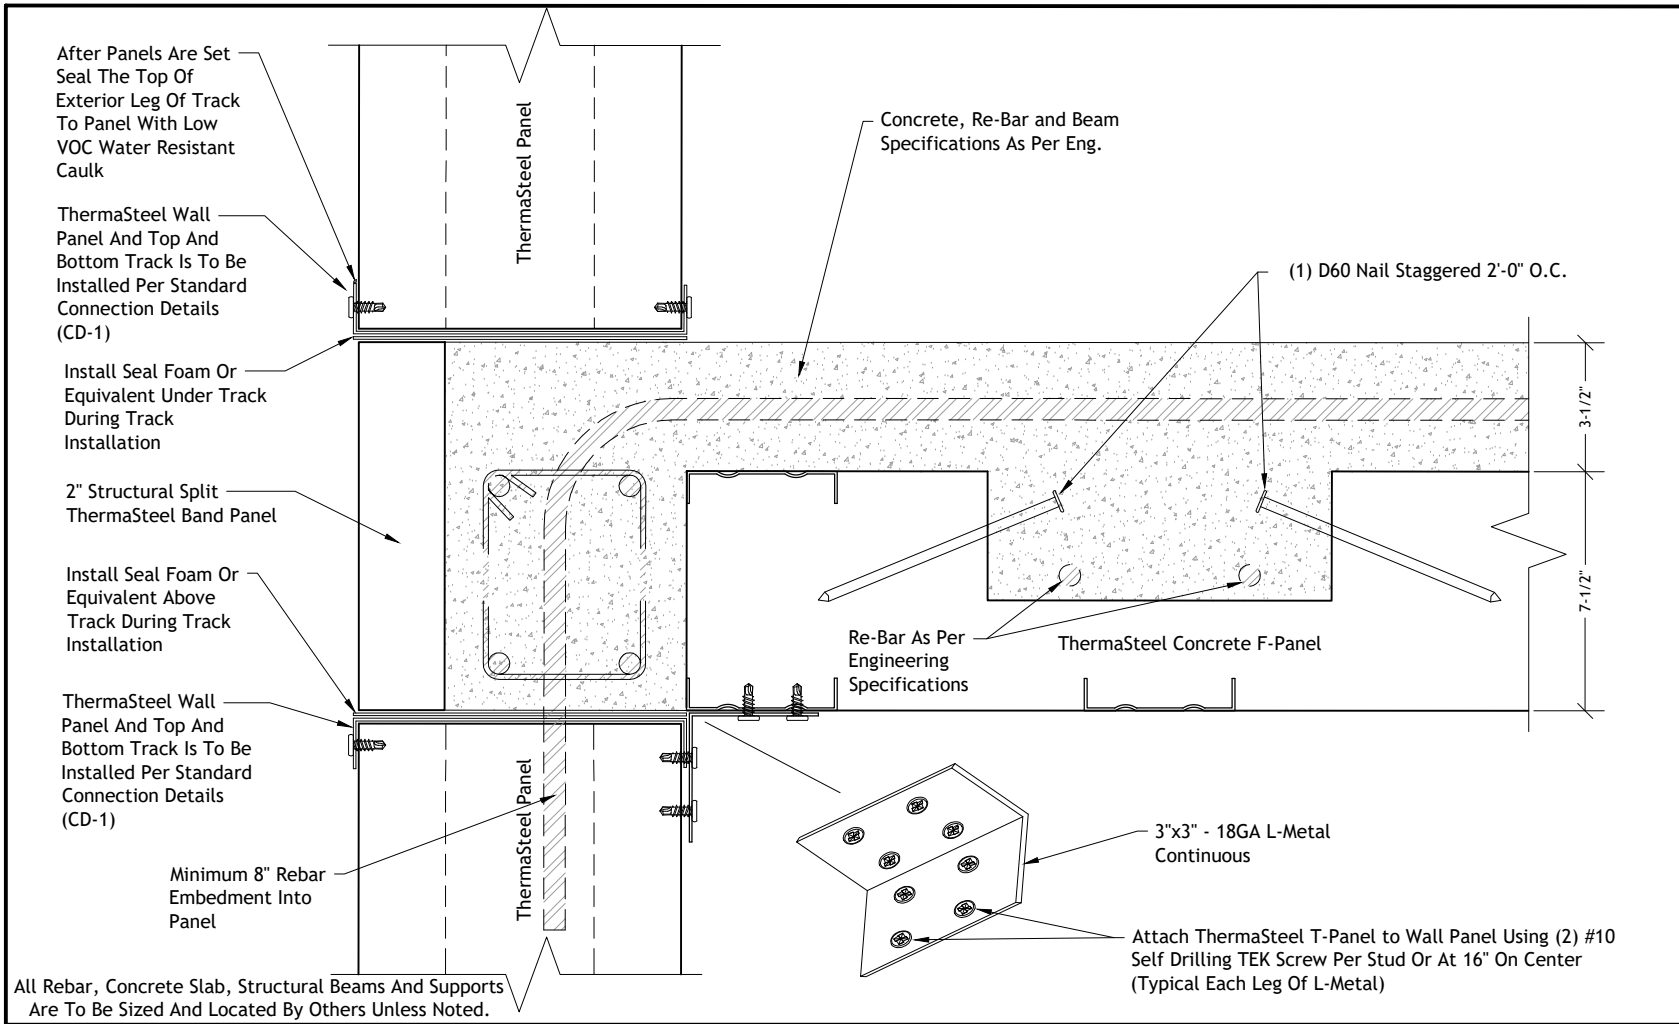 After Panels Are Set
Seal The Top Of
Exterior Leg Of Track
To Panel With Low
VOC Water Resistant
Caulk
ThermaSteel Wall
Panel And Top And
Bottom Track Is To Be
Installed Per Standard
Connection Details
(CD-1)
Install Seal Foam Or
Equivalent Under Track
During Track
Installation
2" Structural Split
ThermaSteel Band Panel
Install Seal Foam Or
Equivalent Above
Track During Track
Installation
ThermaSteel Wall
Panel And Top And
Bottom Track Is To Be
Installed Per Standard
Connection Details
(CD-1)
Minimum 8" Rebar
Embedment Into
Panel
All Rebar, Concrete Slab, Structural Beams And Supports
Are To Be Sized And Located By Others Unless Noted.
ThermaSteel Panel
ThermaSteel Panel
Concrete, Re-Bar and Beam
Specifications As Per Eng.
(1) D60 Nail Staggered 2'-0" O.C.
3-1/2"
7-1/2"
Re-Bar As Per
Engineering
Specifications
ThermaSteel Concrete F-Panel
3"x3" - 18GA L-Metal
Continuous
Attach ThermaSteel T-Panel to Wall Panel Using (2) #10
Self Drilling TEK Screw Per Stud Or At 16" On Center
(Typical Each Leg Of L-Metal)